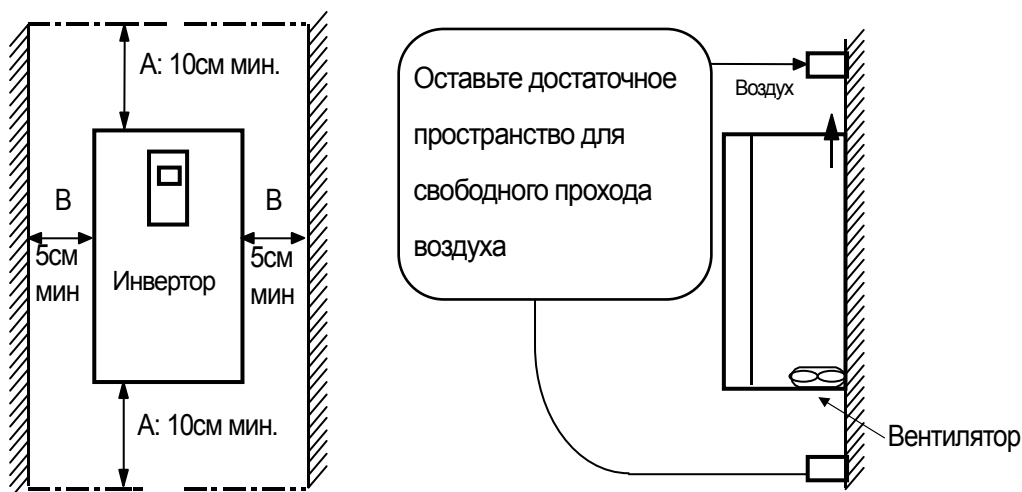 A: 10см мин.
B
5см
мин
Инвертор
B
5см
мин
A: 10см мин.
Оставьте достаточное
пространство для
свободного прохода
воздуха
Воздух
Вентилятор